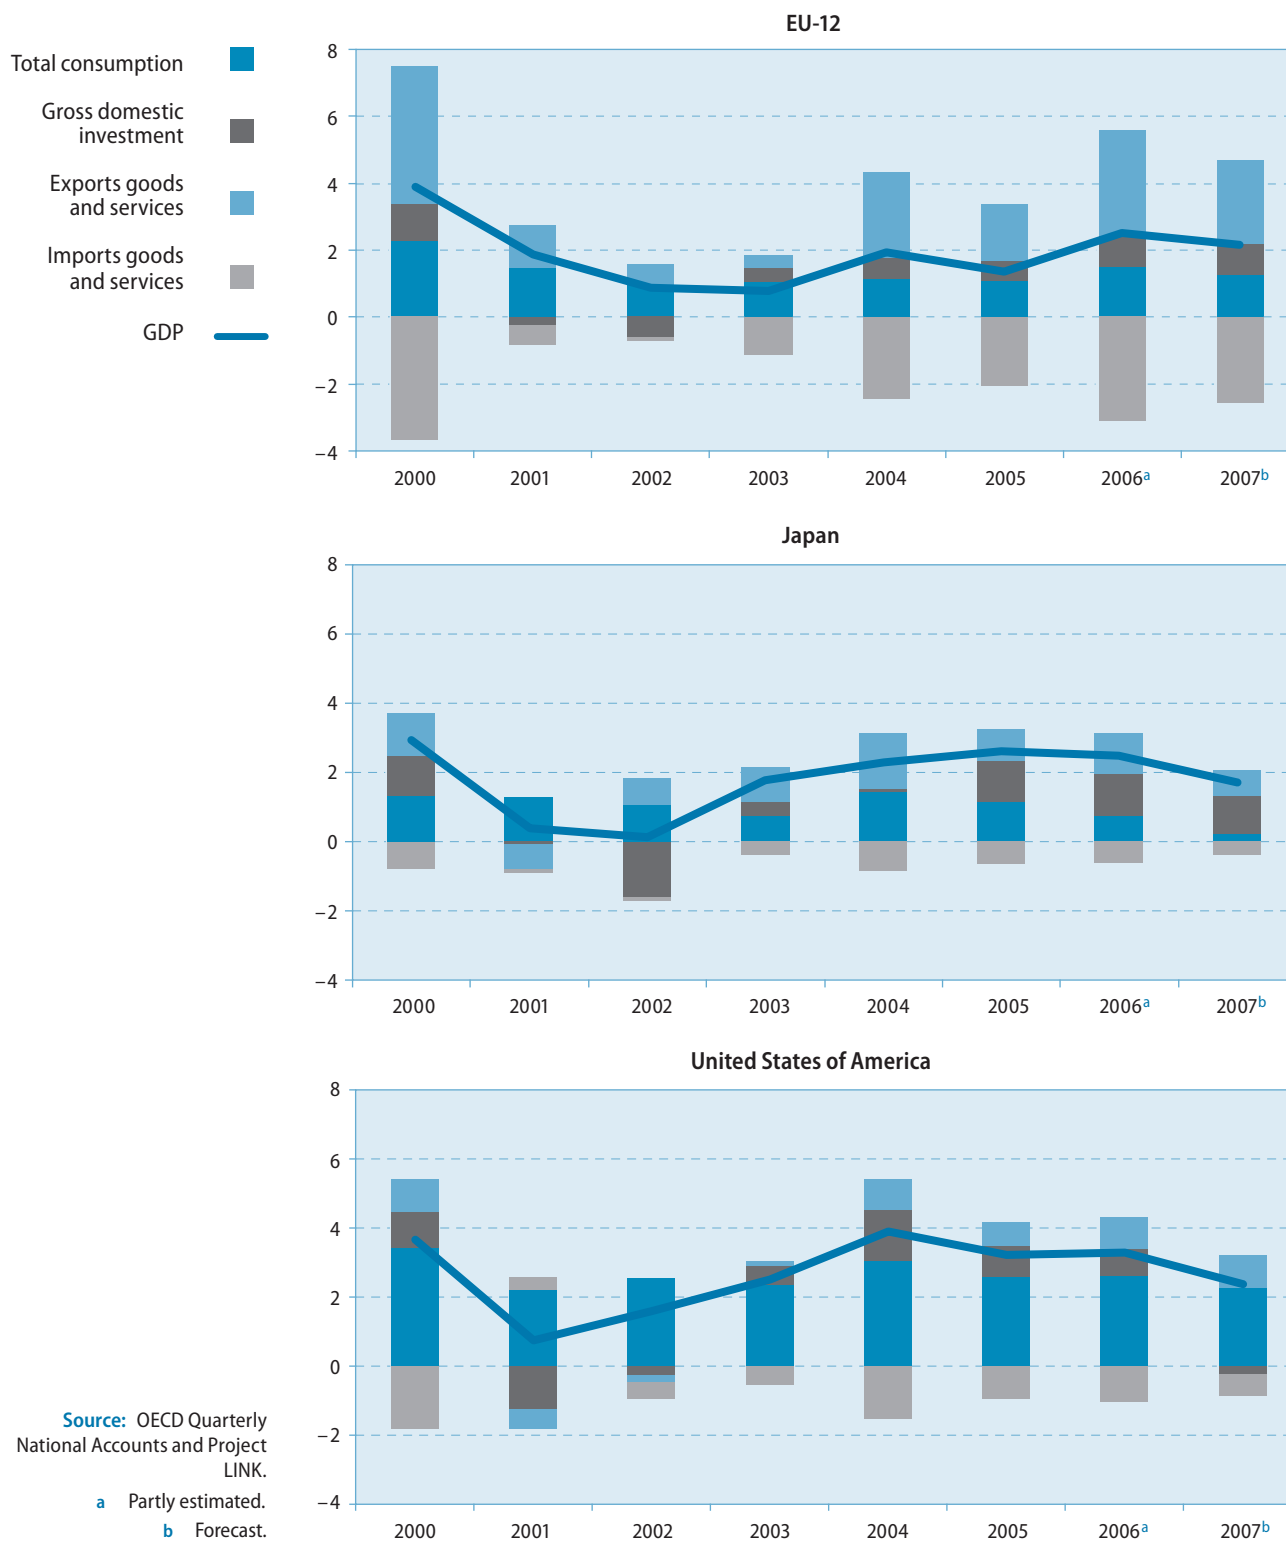 EU-12
Total consumption
Gross domestic
investment
Exports goods
and services
Imports goods
and services
GDP
8
6
4
2
0
−2
−4
2000 2001 2002 2003 2004 2005 2006a 2007b
Japan
8
6
4
2
0
−2
−4
2000 2001 2002 2003 2004 2005 2006a 2007b
United States of America
8
6
4
2
0
−2
−4
2000 2001 2002 2003 2004 2005 2006a 2007b
Source: OECD Quarterly
National Accounts and Project
LINK.
a Partly estimated.
b Forecast.